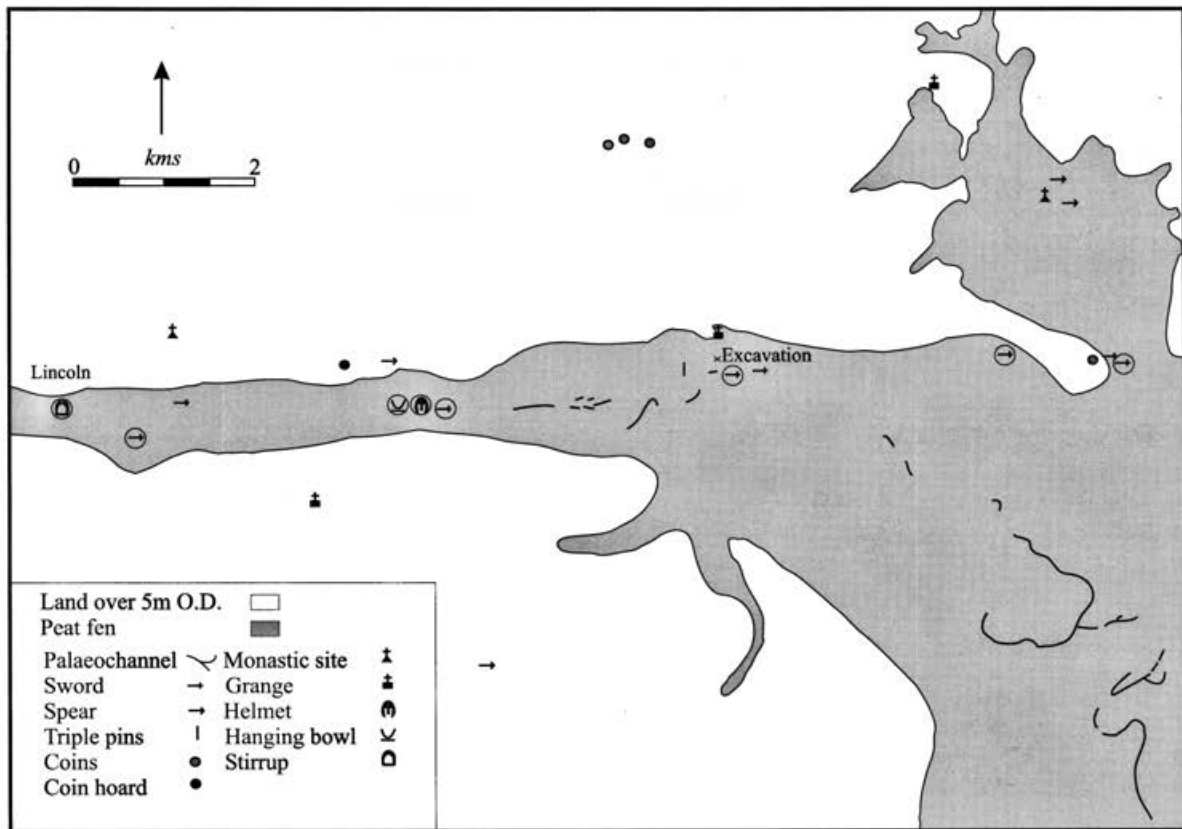 kms
0 2
Lincoln
Excavation
Land over 5m O.D.
Peat fen
Palaeochannel Monastic site
Sword Grange
Spear Helmet
Triple pins Hanging bowl
Coins Stirrup
Coin hoard